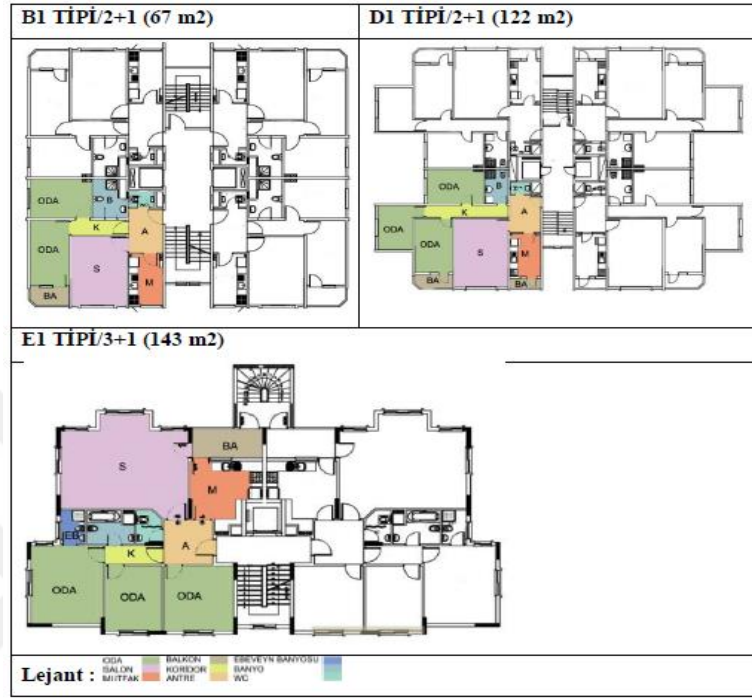 B1 TİPİ/2+1 (67 m2)
D1 TİPİ/2+1 (122 m2)
ODA
B
K
A
ODA
S
M
BA
ODA
B
K
A
ODA
ODA
S
M
BA
BA
E1 TİPİ/3+1 (143 m2)
BA
S
M
EB
K
A
ODA
ODA
ODA
Lejant :
ODA
BALKON
EBEVEYN BANYOSU
SALON
KORİDOR
BANYO
MUTFAK
ANTRE
WC